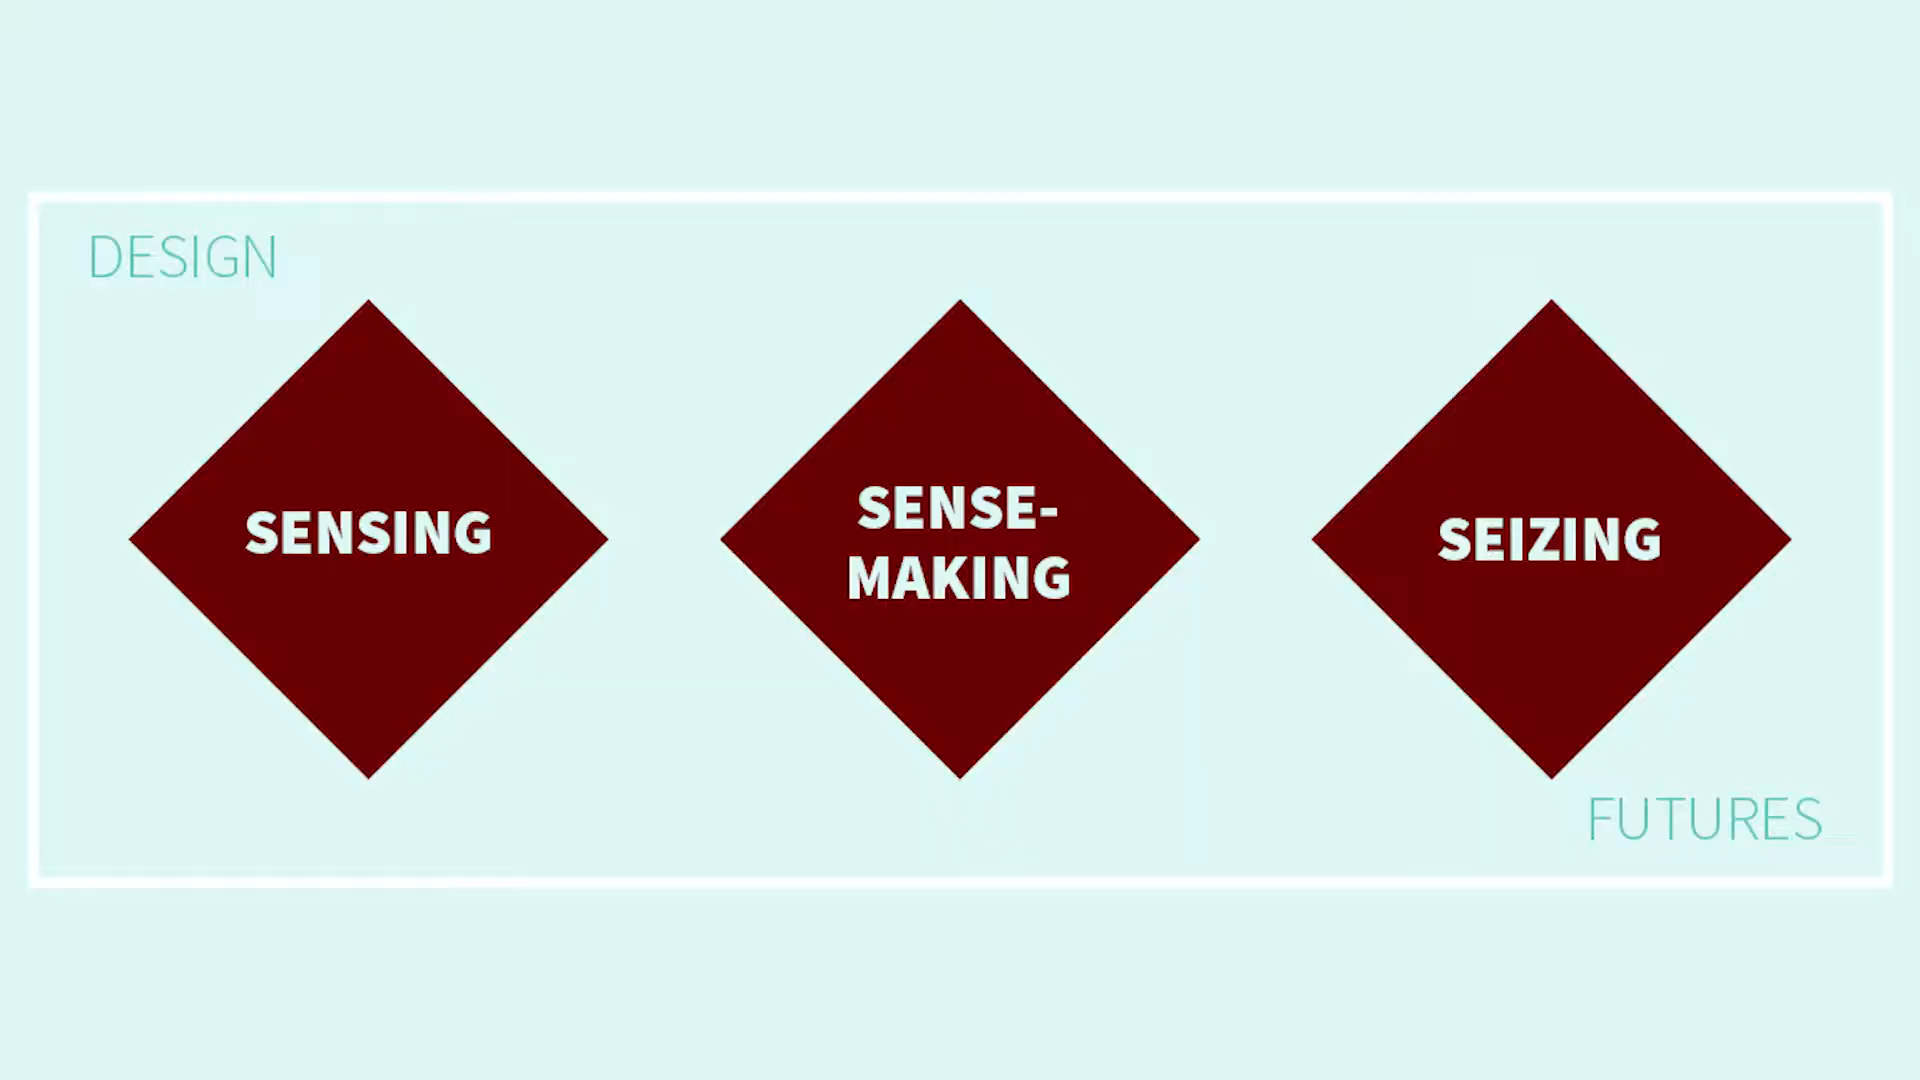 DESIGN
SENSING
SENSE-
MAKING
SEIZING
FUTURES